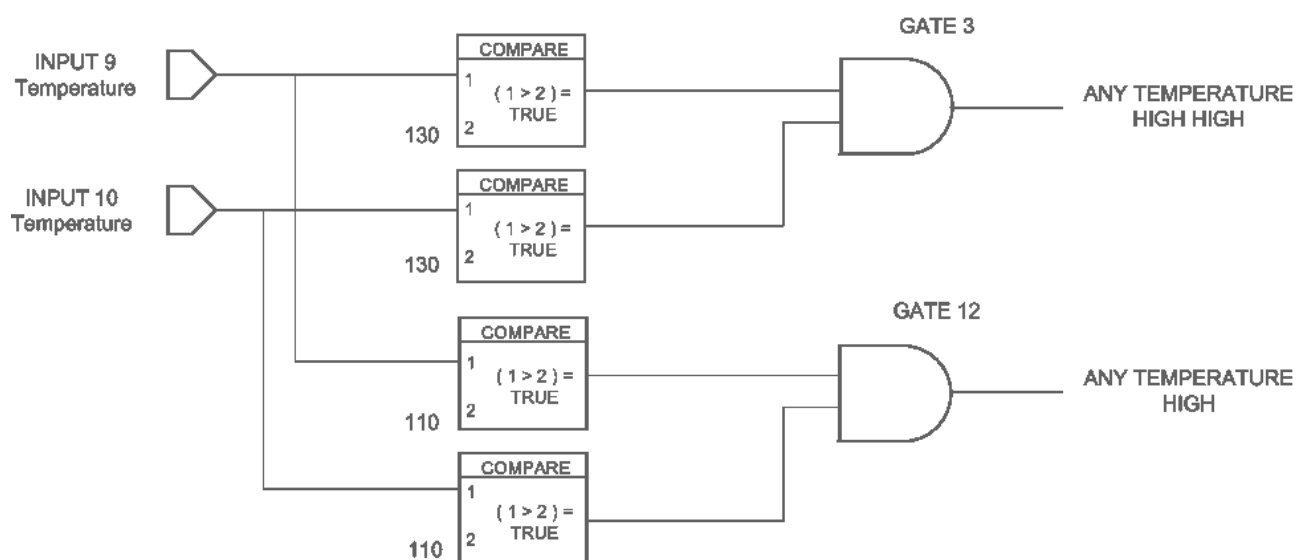 GATE 3
INPUT 9
Temperature
COMPARE
1
( 1 > 2 ) =
TRUE
2
130
ANY TEMPERATURE
HIGH HIGH
INPUT 10
Temperature
COMPARE
1
( 1 > 2 ) =
TRUE
2
130
GATE 12
COMPARE
1
( 1 > 2 ) =
TRUE
2
110
ANY TEMPERATURE
HIGH
COMPARE
1
( 1 > 2 ) =
TRUE
2
110